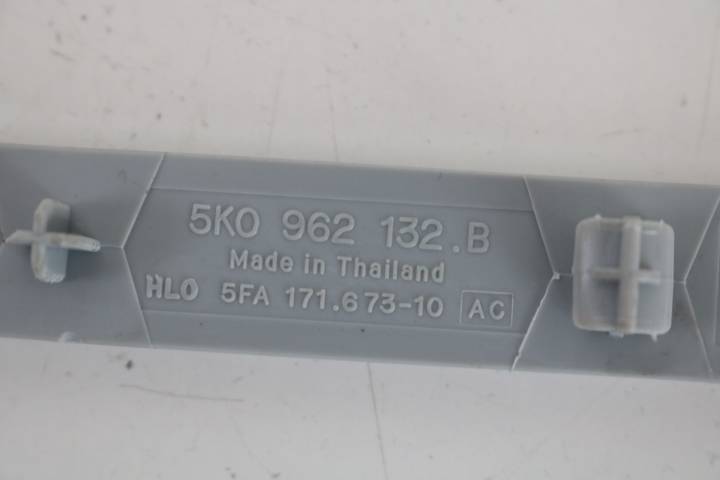 5K0 962 132.B
Made in Thailand
HLO 5FA 171.673-10 AC